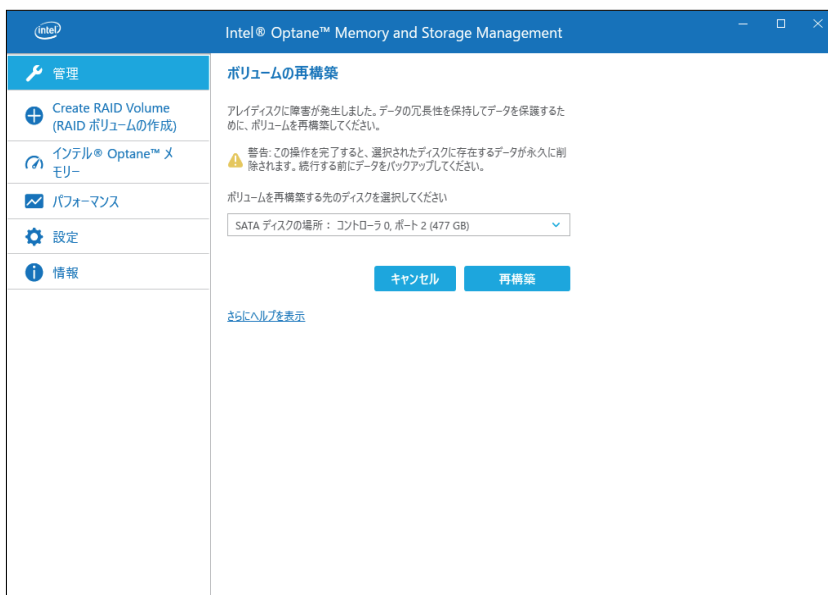 intel
Intel® Optane™ Memory and Storage Management
管理
Create RAID Volume
(RAID ボリュームの作成)
インテル® Optane™ メ
モリー
パフォーマンス
設定
情報
ボリュームの再構築
アレイディスクに障害が発生しました。データの冗長性を保持してデータを保護するた
めに、ボリュームを再構築してください。
警告: この操作を完了すると、選択されたディスクに存在するデータが永久に削
除されます。続行する前にデータをバックアップしてください。
ボリュームを再構築する先のディスクを選択してください
SATA ディスクの場所： コントローラ 0, ポート 2 (477 GB)
キャンセル
再構築
さらにヘルプを表示